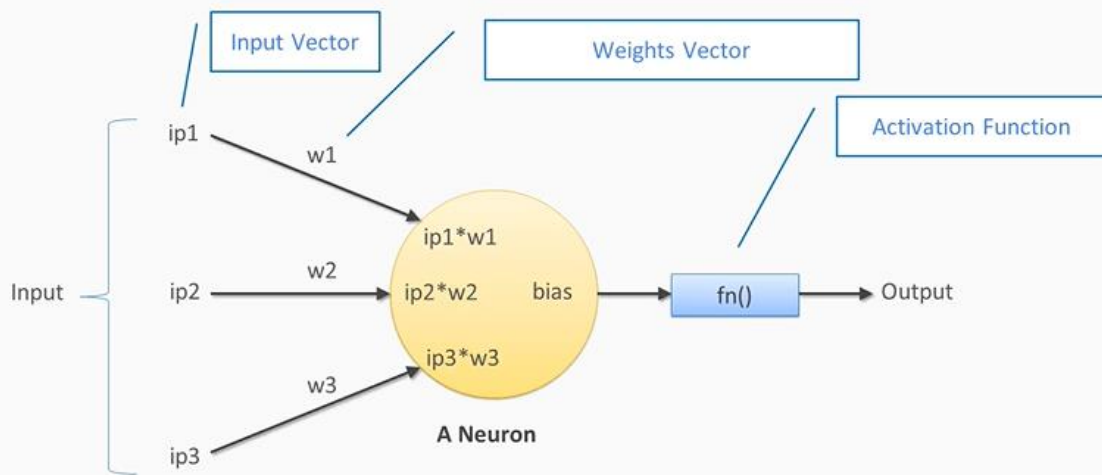 Input Vector
Weights Vector
Activation Function
ip1
w1
ip1*w1
Input
ip2
w2
ip2*w2
bias
fn()
Output
ip3*w3
w3
A Neuron
ip3